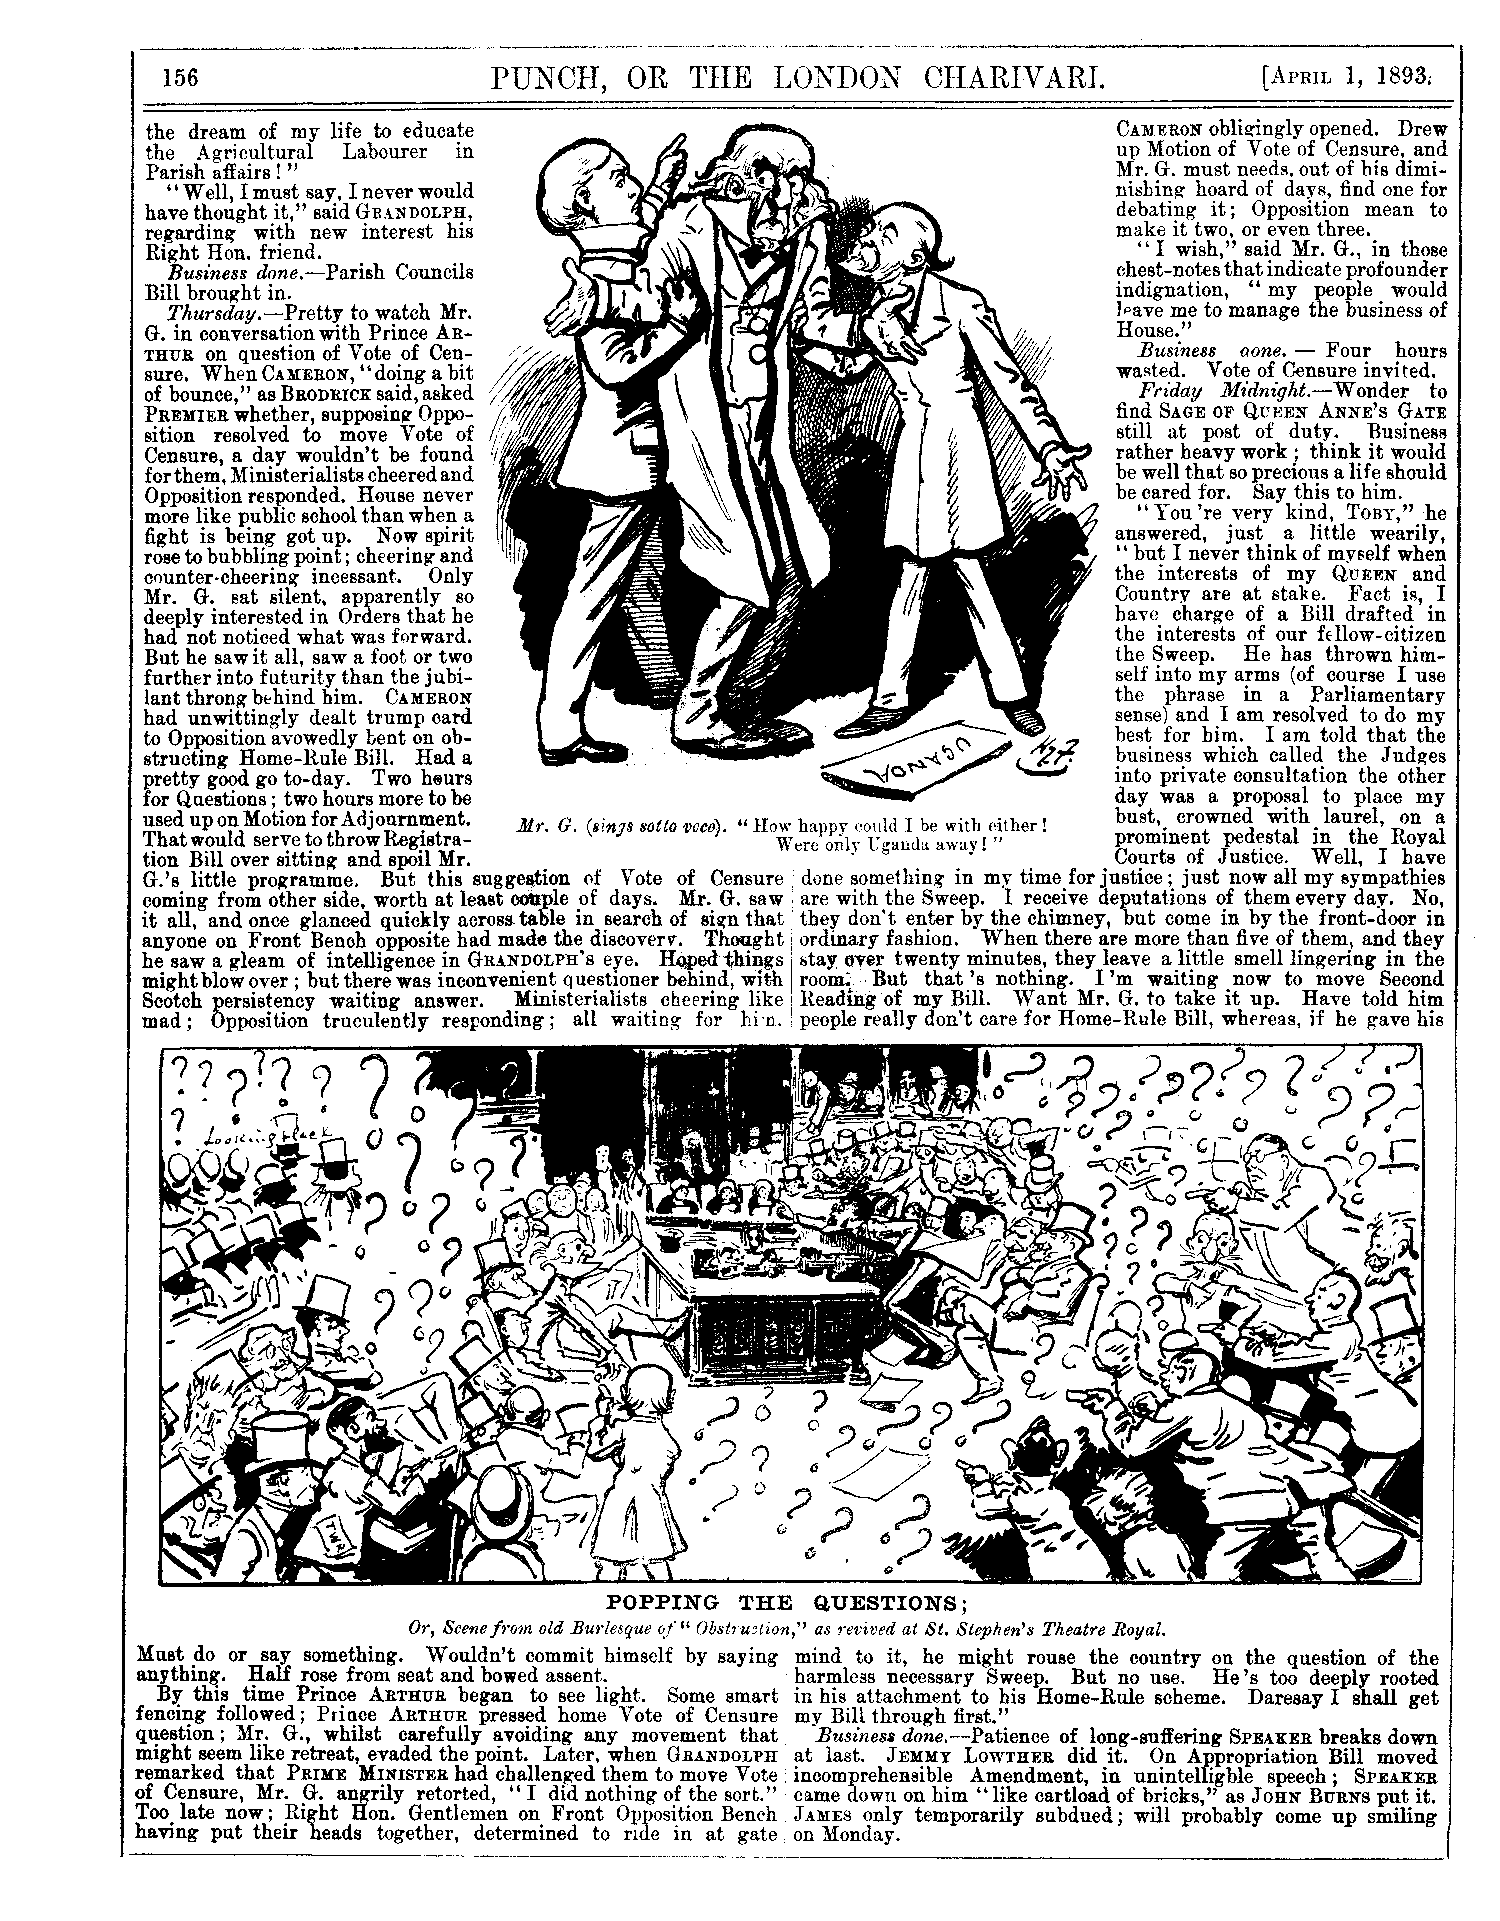 156
PUNCH, OR THE LONDON CHARIVARI.
[APRIL 1, 1893.
the dream of my life to educate
the Agricultural Labourer in
Parish affairs!"
"Well, I must say, I never would
have thought it," said GRANDOLPH,
regarding with new interest his
Right Hon. friend.
Business done.—Parish Councils
Bill brought in.
Thursday.—Pretty to watch Mr.
G. in conversation with Prince AR-
THUR on question of Vote of Cen-
sure. When CAMERON, "doing a bit
of bounce," as BRODRICK said, asked
PREMIER whether, supposing Oppo-
sition resolved to move Vote of
Censure, a day wouldn't be found
for them, Ministerialists cheered and
Opposition responded. House never
more like public school than when a
fight is being got up. Now spirit
rose to bubbling point; cheering and
counter-cheering incessant. Only
Mr. G. sat silent, apparently so
deeply interested in Orders that he
had not noticed what was forward.
But he saw it all, saw a foot or two
further into futurity than the jubi-
lant throng behind him. CAMERON
had unwittingly dealt trump card
to Opposition avowedly bent on ob-
structing Home-Rule Bill. Had a
pretty good go to-day. Two hours
for Questions; two hours more to be
used up on Motion for Adjournment.
That would serve to throw Registra-
tion Bill over sitting and spoil Mr.
G.'s little programme. But this suggestion of Vote of Censure
coming from other side, worth at least couple of days. Mr. G. saw
it all, and once glanced quickly across table in search of sign that
anyone on Front Bench opposite had made the discovery. Thought
he saw a gleam of intelligence in GRANDOLPH'S eye. Hoped things
might blow over; but there was inconvenient questioner behind, with
Scotch persistency waiting answer. Ministerialists cheering like
mad; Opposition truculently responding; all waiting for him.
UGANDA
Mr. G. (sings sotto voce). "How happy could I be with either!
Were only Uganda away!"
CAMERON obligingly opened. Drew
up Motion of Vote of Censure, and
Mr. G. must needs, out of his dimi-
nishing hoard of days, find one for
debating it; Opposition mean to
make it two, or even three.
"I wish," said Mr. G., in those
chest-notes that indicate profounder
indignation, "my people would
leave me to manage the business of
House."
Business done. — Four hours
wasted. Vote of Censure invited.
Friday Midnight.—Wonder to
find SAGE OF QUEEN ANNE'S GATE
still at post of duty. Business
rather heavy work; think it would
be well that so precious a life should
be cared for. Say this to him.
"You're very kind, TOBY," he
answered, just a little wearily,
"but I never think of myself when
the interests of my QUEEN and
Country are at stake. Fact is, I
have charge of a Bill drafted in
the interests of our fellow-citizen
the Sweep. He has thrown him-
self into my arms (of course I use
the phrase in a Parliamentary
sense) and I am resolved to do my
best for him. I am told that the
business which called the Judges
into private consultation the other
day was a proposal to place my
bust, crowned with laurel, on a
prominent pedestal in the Royal
Courts of Justice. Well, I have
done something in my time for justice; just now all my sympathies
are with the Sweep. I receive deputations of them every day. No,
they don't enter by the chimney, but come in by the front-door in
ordinary fashion. When there are more than five of them, and they
stay over twenty minutes, they leave a little smell lingering in the
room. But that's nothing. I'm waiting now to move Second
Reading of my Bill. Want Mr. G. to take it up. Have told him
people really don't care for Home-Rule Bill, whereas, if he gave his
Looking back
TWR
POPPING THE QUESTIONS;
Or, Scene from old Burlesque of "Obstruction," as revived at St. Stephen's Theatre Royal.
Must do or say something. Wouldn't commit himself by saying
anything. Half rose from seat and bowed assent.
By this time Prince ARTHUR began to see light. Some smart
fencing followed; Prince ARTHUR pressed home Vote of Censure
question; Mr. G., whilst carefully avoiding any movement that
might seem like retreat, evaded the point. Later, when GRANDOLPH
remarked that PRIME MINISTER had challenged them to move Vote
of Censure, Mr. G. angrily retorted, "I did nothing of the sort."
Too late now; Right Hon. Gentlemen on Front Opposition Bench
having put their heads together, determined to ride in at gate
mind to it, he might rouse the country on the question of the
harmless necessary Sweep. But no use. He's too deeply rooted
in his attachment to his Home-Rule scheme. Daresay I shall get
my Bill through first."
Business done.—Patience of long-suffering SPEAKER breaks down
at last. JEMMY LOWTHER did it. On Appropriation Bill moved
incomprehensible Amendment, in unintelligble speech; SPEAKER
came down on him "like cartload of bricks," as JOHN BURNS put it.
JAMES only temporarily subdued; will probably come up smiling
on Monday.